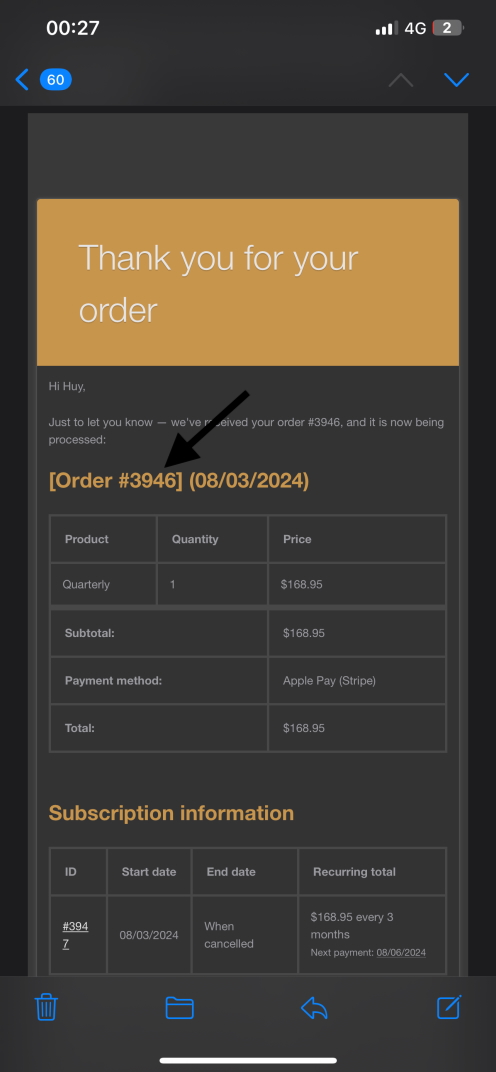 00:27
4G
2
60
Thank you for your
order
Hi Huy,
Just to let you know — we've received your order #3946, and it is now being
processed:
[Order #3946] (08/03/2024)
Product Quantity Price
Quarterly 1 $168.95
Subtotal: $168.95
Payment method: Apple Pay (Stripe)
Total: $168.95
Subscription information
ID Start date End date Recurring total
#394
7
08/03/2024
When
cancelled
$168.95 every 3
months
Next payment: 08/06/2024